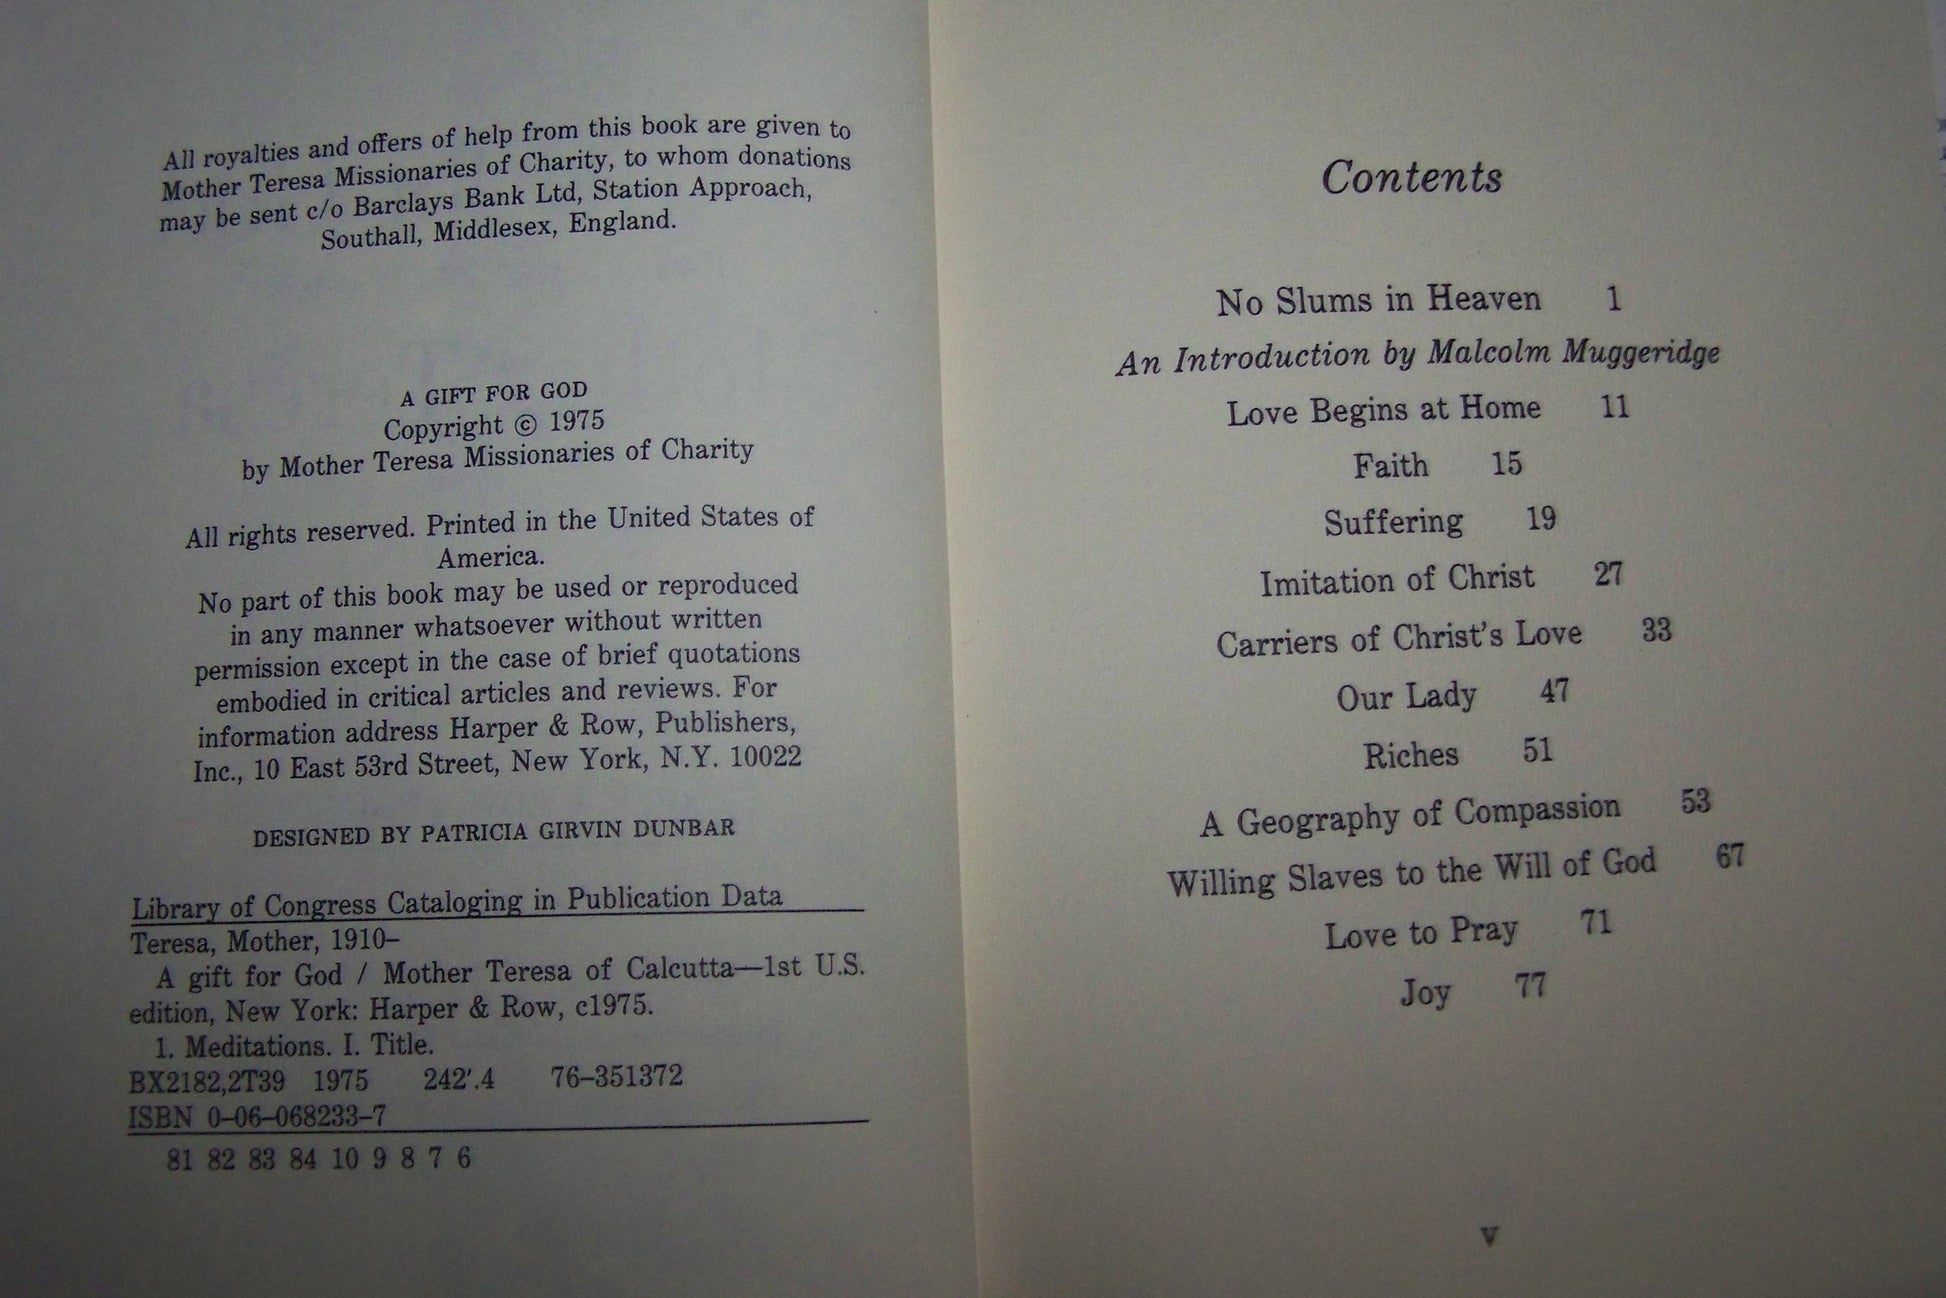 All royalties and offers of help from this book are given to
Mother Teresa Missionaries of Charity, to whom donations
may be sent c/o Barclays Bank Ltd, Station Approach,
Southall, Middlesex, England.
A GIFT FOR GOD
Copyright © 1975
by Mother Teresa Missionaries of Charity
All rights reserved. Printed in the United States of
America.
No part of this book may be used or reproduced
in any manner whatsoever without written
permission except in the case of brief quotations
embodied in critical articles and reviews. For
information address Harper & Row, Publishers,
Inc., 10 East 53rd Street, New York, N.Y. 10022
DESIGNED BY PATRICIA GIRVIN DUNBAR
Library of Congress Cataloging in Publication Data
Teresa, Mother, 1910–
A gift for God / Mother Teresa of Calcutta—1st U.S.
edition, New York: Harper & Row, c1975.
1. Meditations. I. Title.
BX2182,2T39 1975 242'.4 76–351372
ISBN 0–06–068233–7
81 82 83 84 10 9 8 7 6
Contents
No Slums in Heaven 1
An Introduction by Malcolm Muggeridge
Love Begins at Home 11
Faith 15
Suffering 19
Imitation of Christ 27
Carriers of Christ's Love 33
Our Lady 47
Riches 51
A Geography of Compassion 53
Willing Slaves to the Will of God 67
Love to Pray 71
Joy 77
v